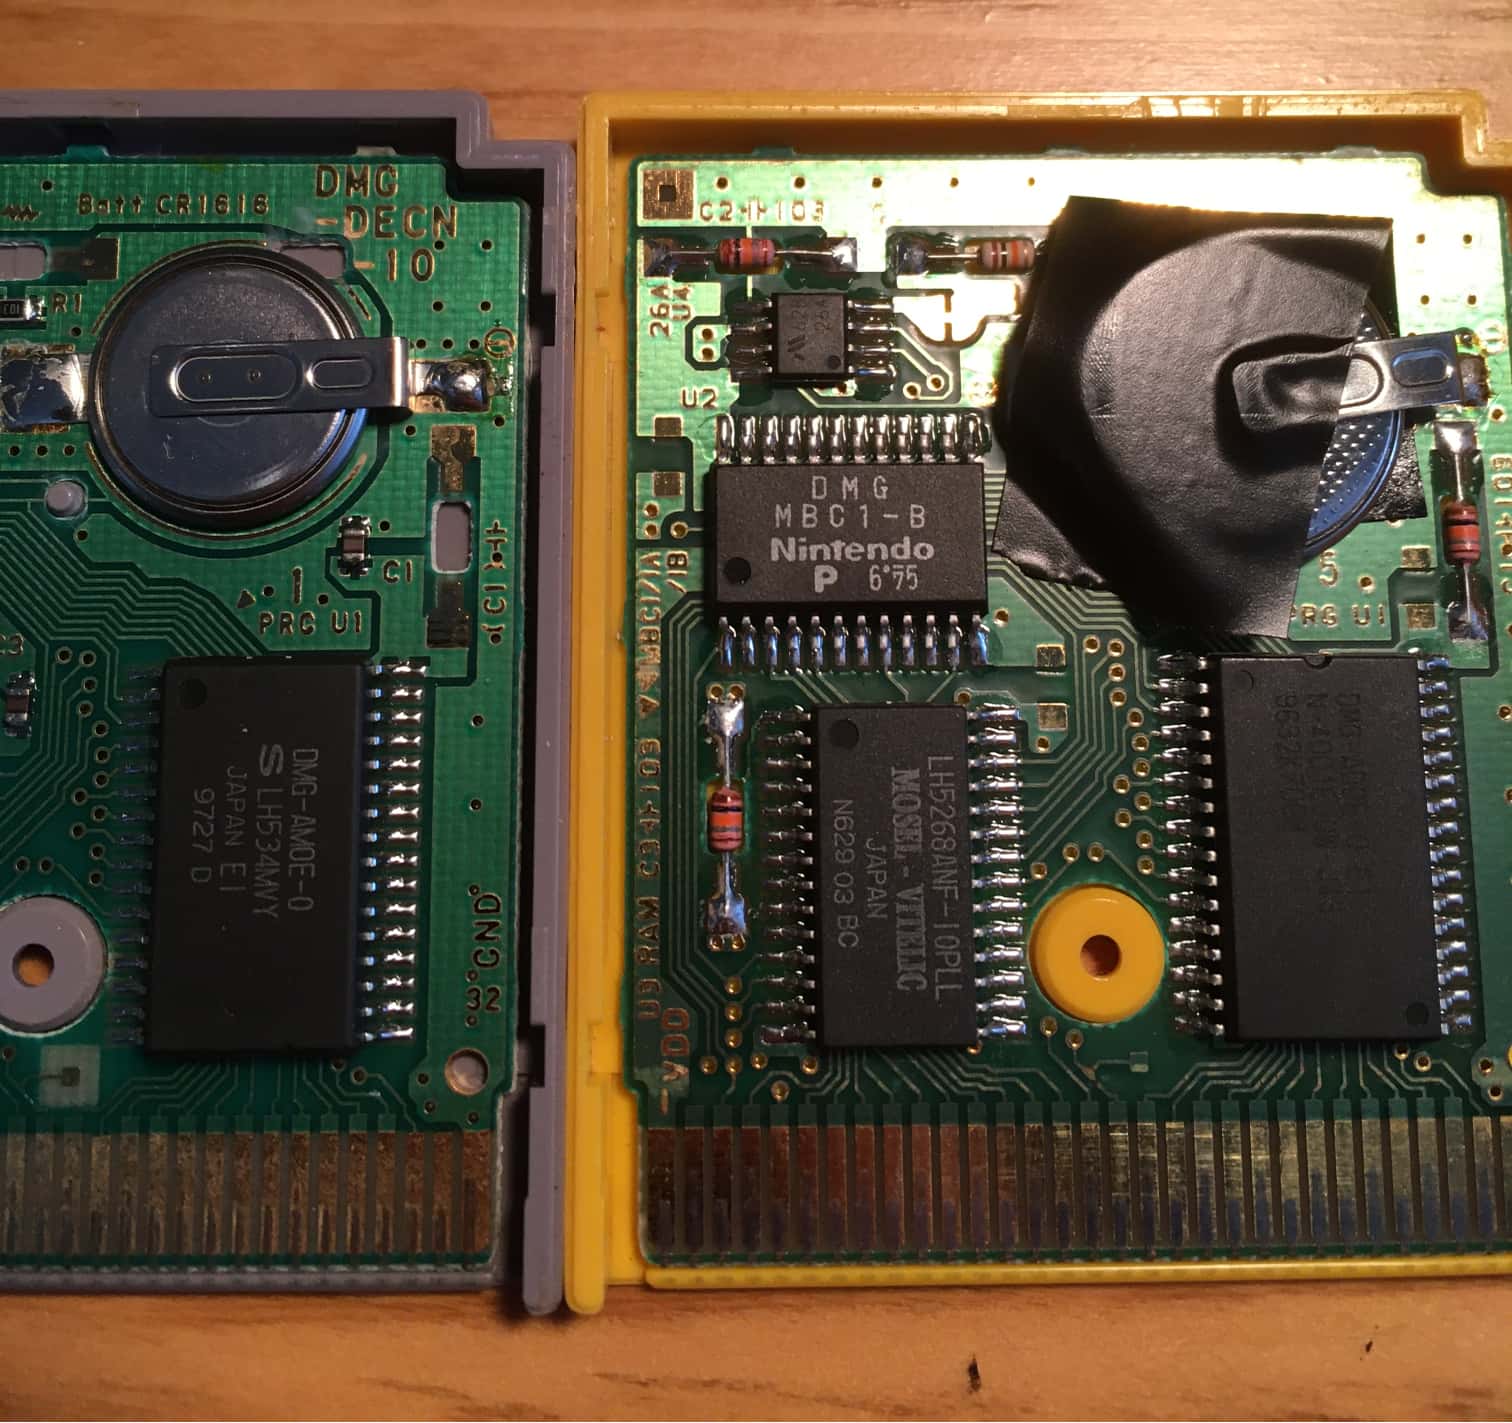 Batt CR1616
DMG
-DECN
-10
R1
C1
C1
1
PRG U1
DMG-AMOE-0
S LH534MWY
JAPAN E1
9727 D
GND
32
C2 103
26A
U4
U2
DMG
MBC1-B
Nintendo
P 6°75
MBC1/A
/1B
U3 RAM C3 103
LH5268ANF-10PLL
MOSEL-VITELIC
JAPAN
N629 03 BC
VDD
5
PRG U1